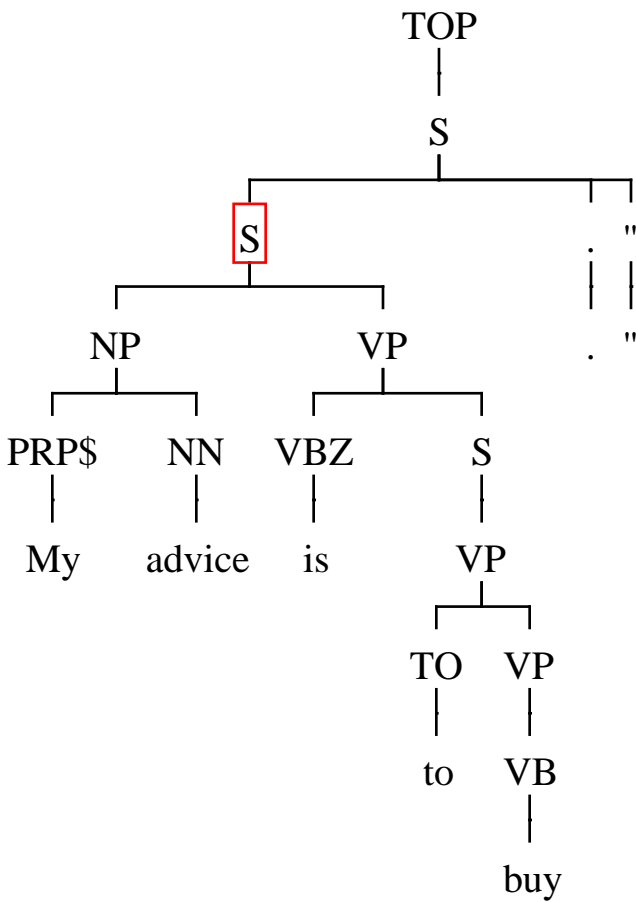 TOP
S
S . "
NP VP . "
PRP$ NN VBZ S
My advice is VP
TO VP
to VB
buy